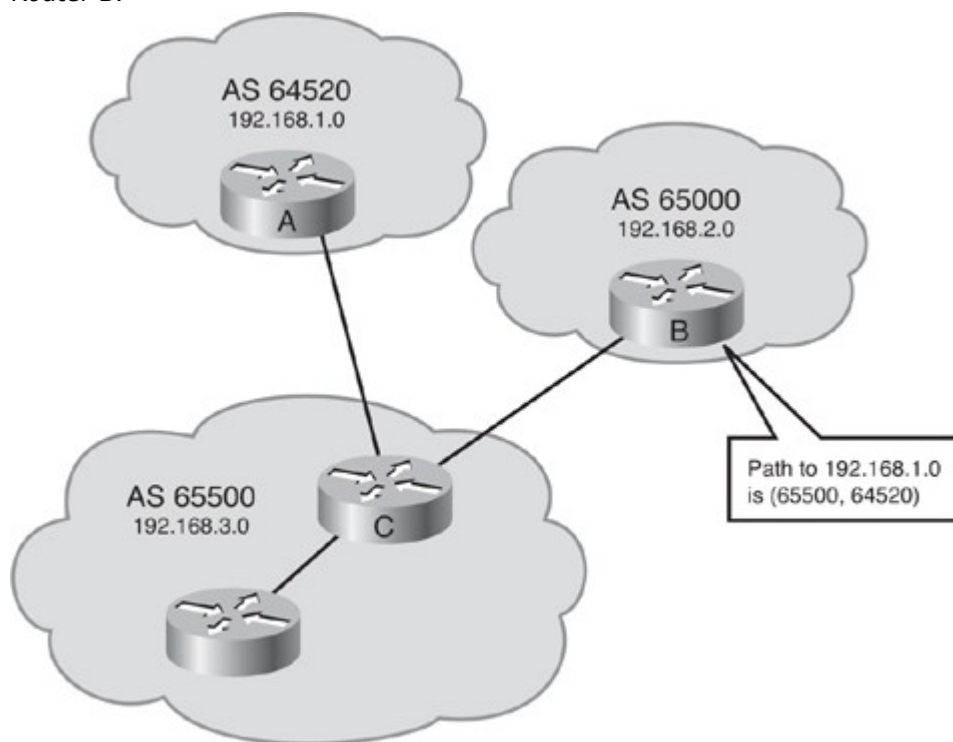 Router B.
AS 64520
192.168.1.0
A
AS 65000
192.168.2.0
B
Path to 192.168.1.0
is (65500, 64520)
AS 65500
192.168.3.0
C